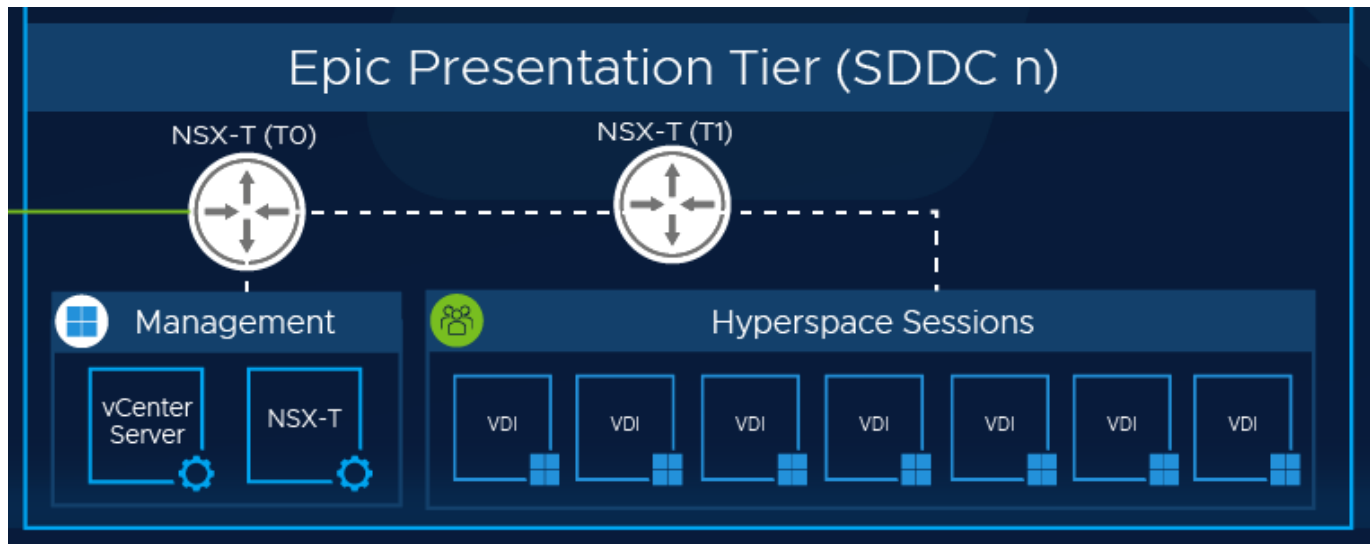 Epic Presentation Tier (SDDC n)
NSX-T (T0)
NSX-T (T1)
Management
Hyperspace Sessions
vCenter
Server
NSX-T
VDI
VDI
VDI
VDI
VDI
VDI
VDI